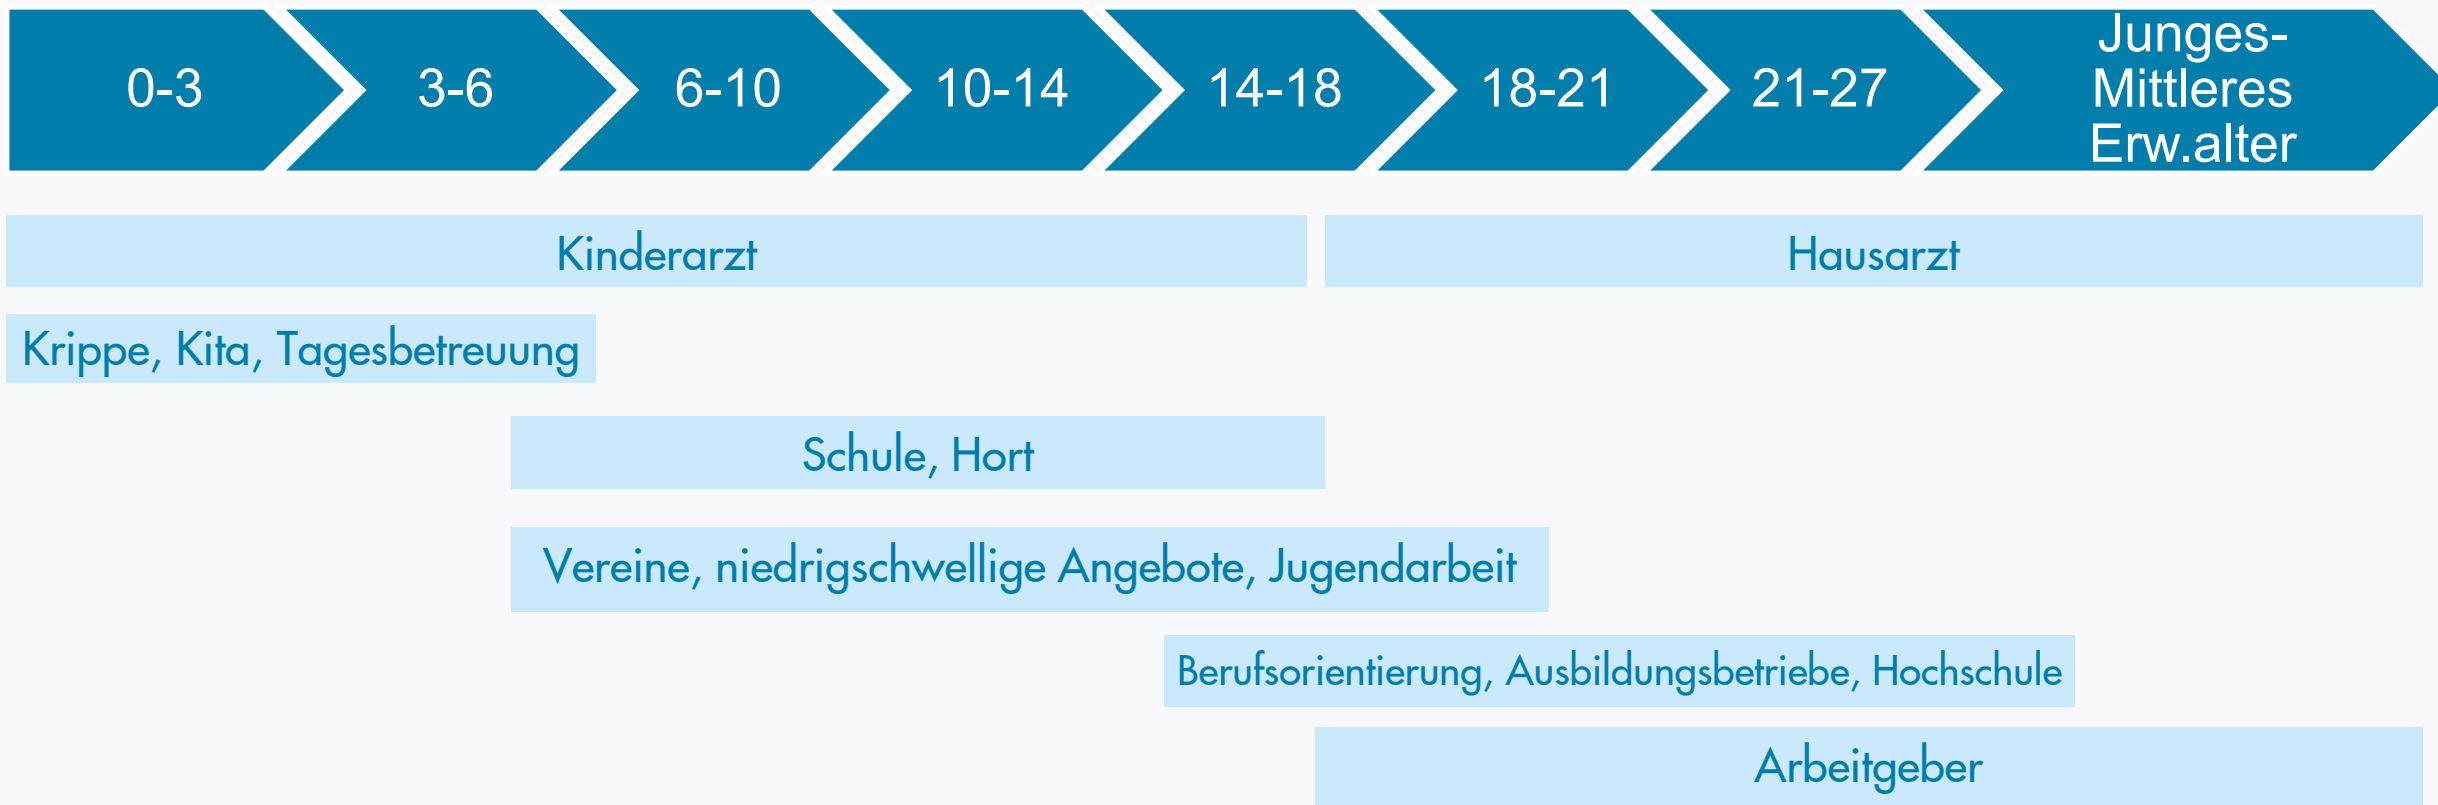 0-3
3-6
6-10
10-14
14-18
18-21
21-27
Junges-
Mittleres
Erw.alter
Kinderarzt
Hausarzt
Krippe, Kita, Tagesbetreuung
Schule, Hort
Vereine, niedrigschwellige Angebote, Jugendarbeit
Berufsorientierung, Ausbildungsbetriebe, Hochschule
Arbeitgeber